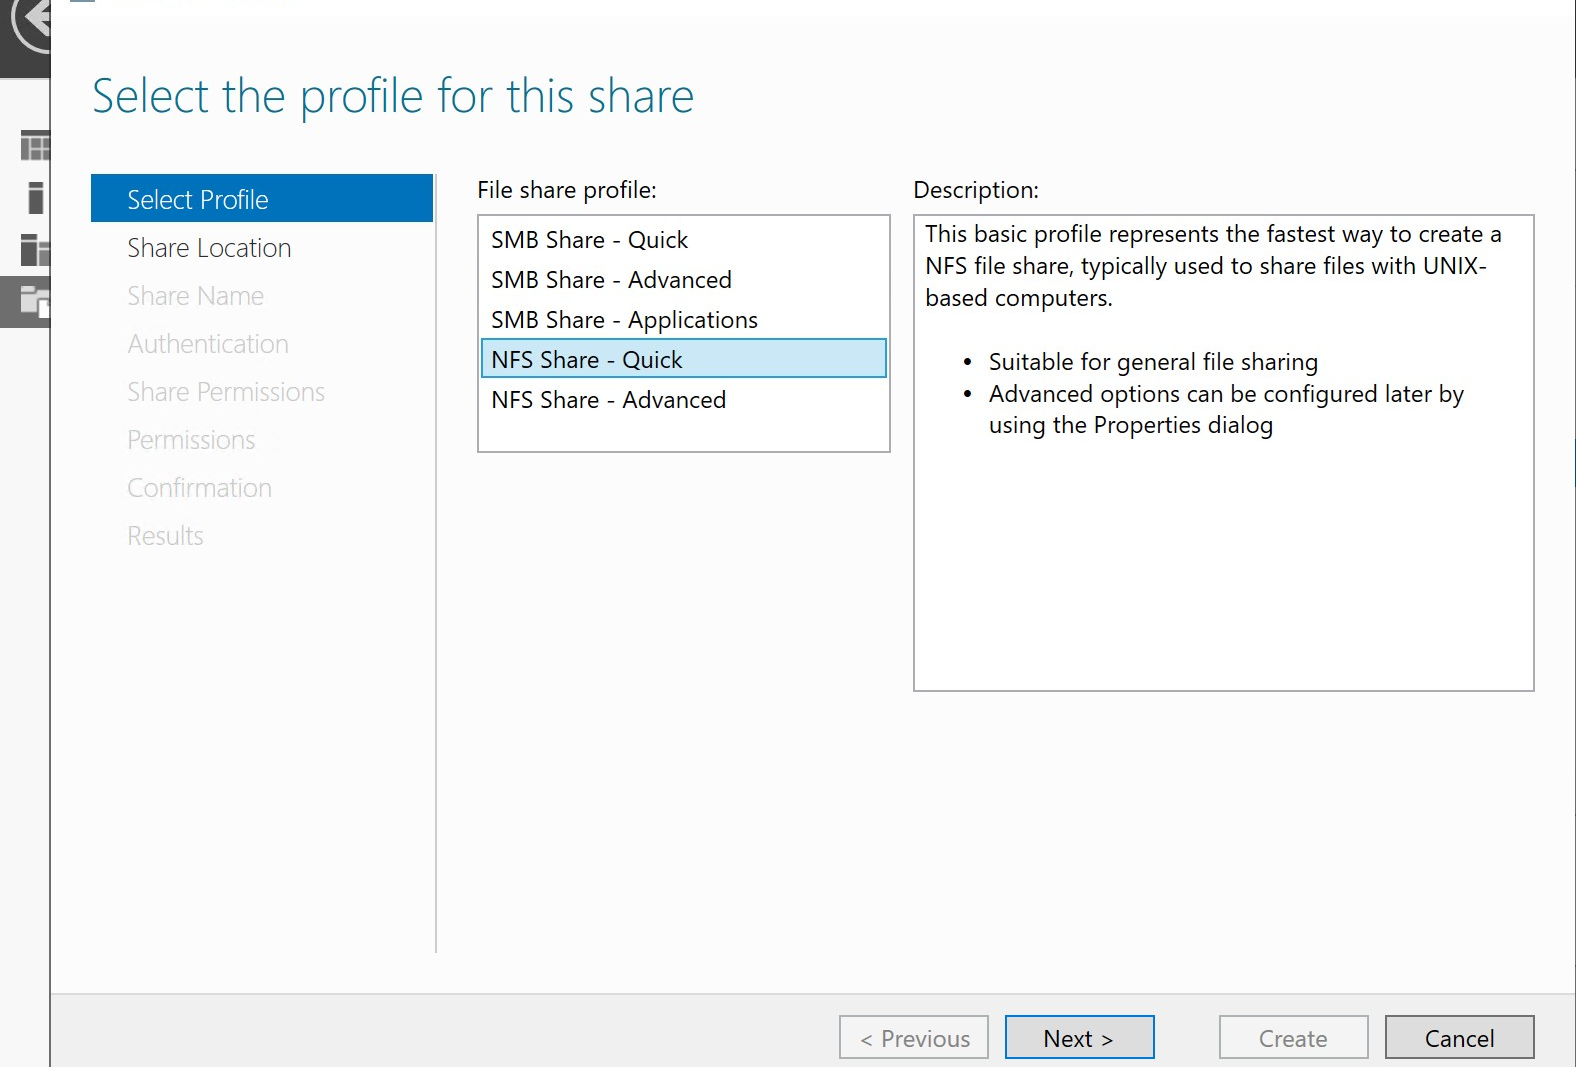 Select the profile for this share
Select Profile
Share Location
Share Name
Authentication
Share Permissions
Permissions
Confirmation
Results
File share profile:
SMB Share - Quick
SMB Share - Advanced
SMB Share - Applications
NFS Share - Quick
NFS Share - Advanced
Description:
This basic profile represents the fastest way to create a
NFS file share, typically used to share files with UNIX-
based computers.
• Suitable for general file sharing
• Advanced options can be configured later by
using the Properties dialog
< Previous
Next >
Create
Cancel